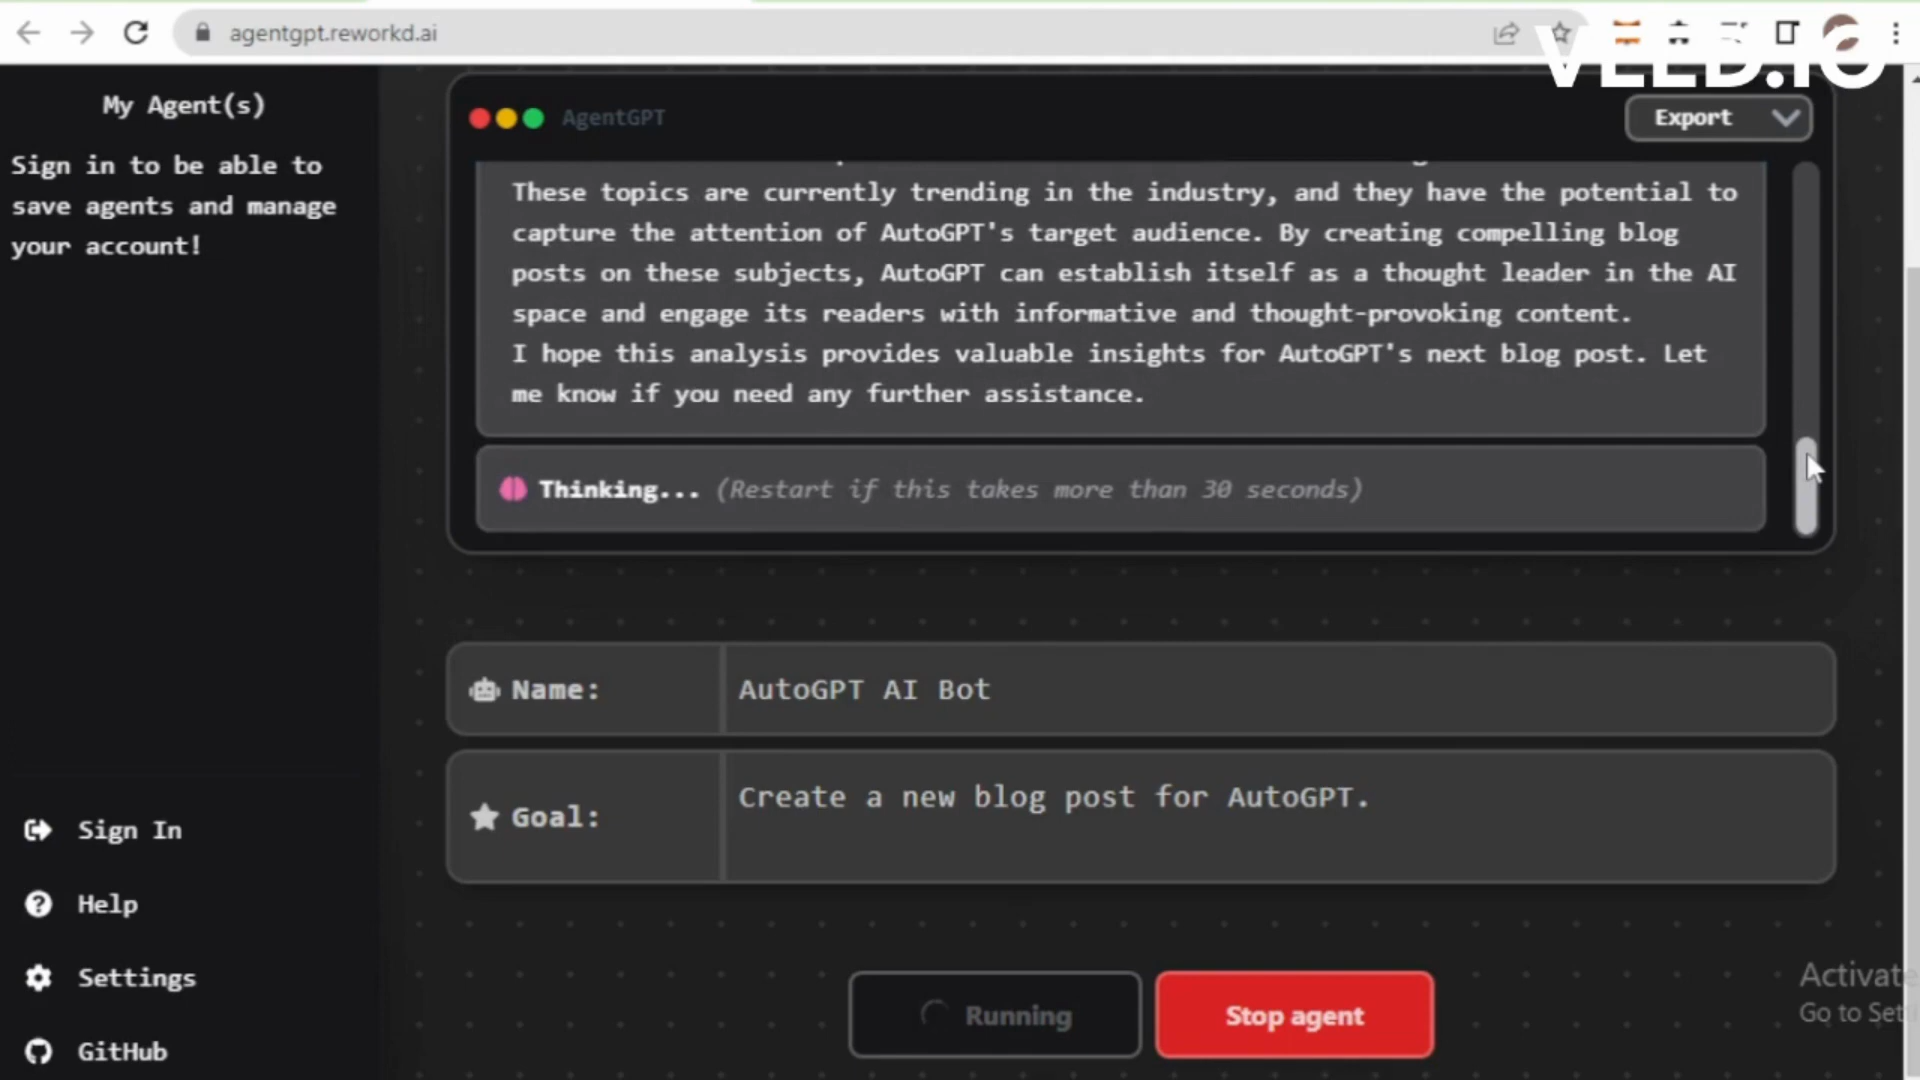 agentgpt.reworkd.ai
VEED.IO
My Agent(s)
Sign in to be able to
save agents and manage
your account!
AgentGPT
Export
These topics are currently trending in the industry, and they have the potential to
capture the attention of AutoGPT's target audience. By creating compelling blog
posts on these subjects, AutoGPT can establish itself as a thought leader in the AI
space and engage its readers with informative and thought-provoking content.
I hope this analysis provides valuable insights for AutoGPT's next blog post. Let
me know if you need any further assistance.
Thinking... (Restart if this takes more than 30 seconds)
Name:
AutoGPT AI Bot
Goal:
Create a new blog post for AutoGPT.
Sign In
Help
Settings
GitHub
Running
Stop agent
Activate
Go to Set